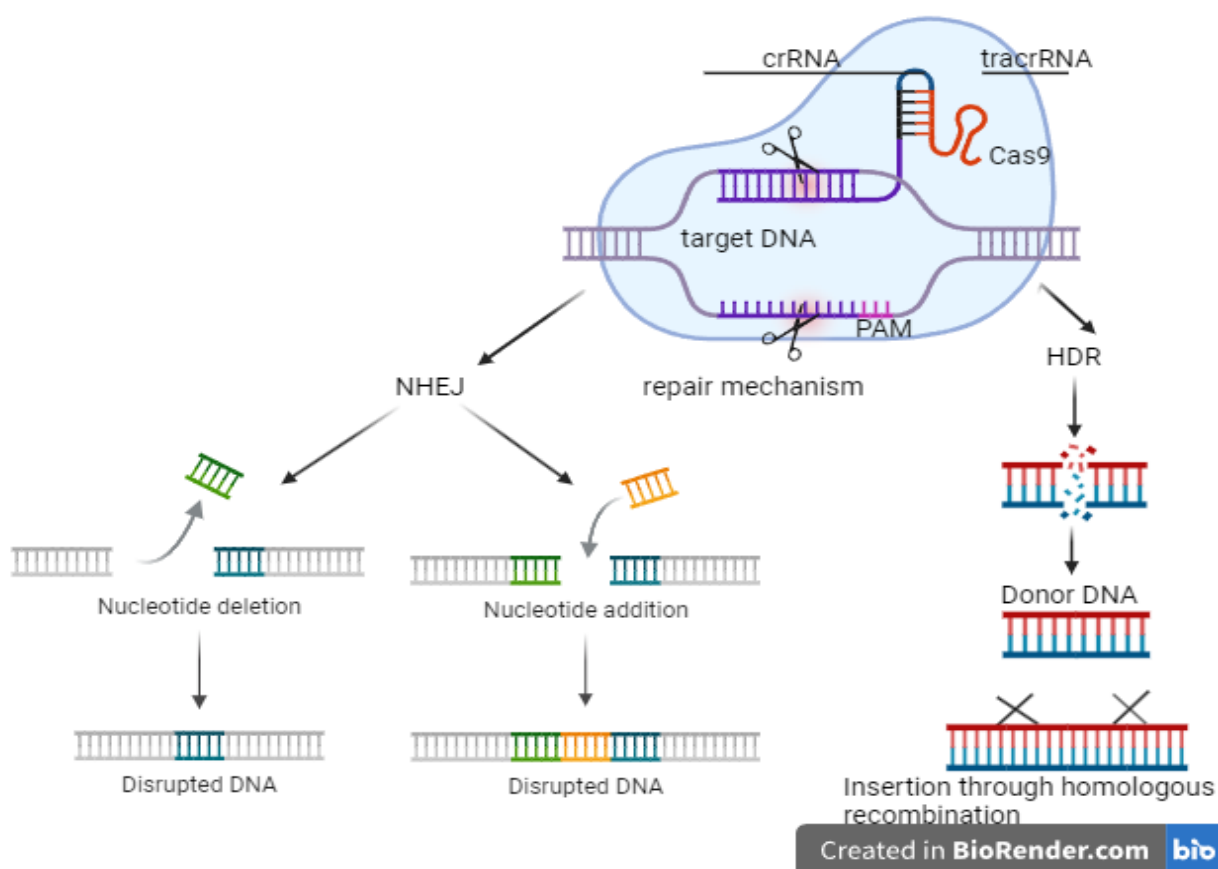 crRNA
tracrRNA
Cas9
target DNA
PAM
NHEJ
repair mechanism
HDR
Nucleotide deletion
Nucleotide addition
Donor DNA
Disrupted DNA
Disrupted DNA
Insertion through homologous
recombination
Created in BioRender.com bio